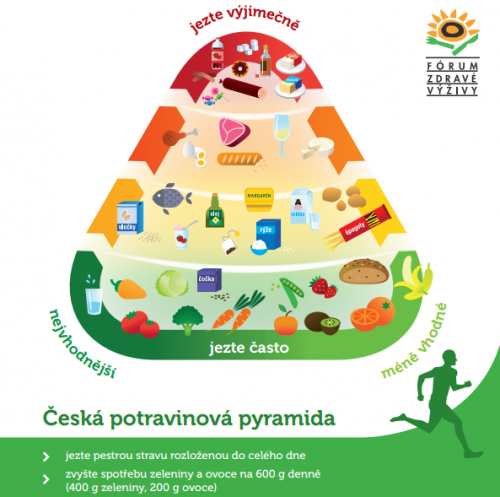 jezte výjimečně
FÓRUM
ZDRAVÉ
VÝŽIVY
MARGARÍN
vločky
olej
rýže
špagety
čočka
nejvhodnější
jezte často
méně vhodné
Česká potravinová pyramida
jezte pestrou stravu rozloženou do celého dne
zvyšte spotřebu zeleniny a ovoce na 600 g denně
(400 g zeleniny, 200 g ovoce)